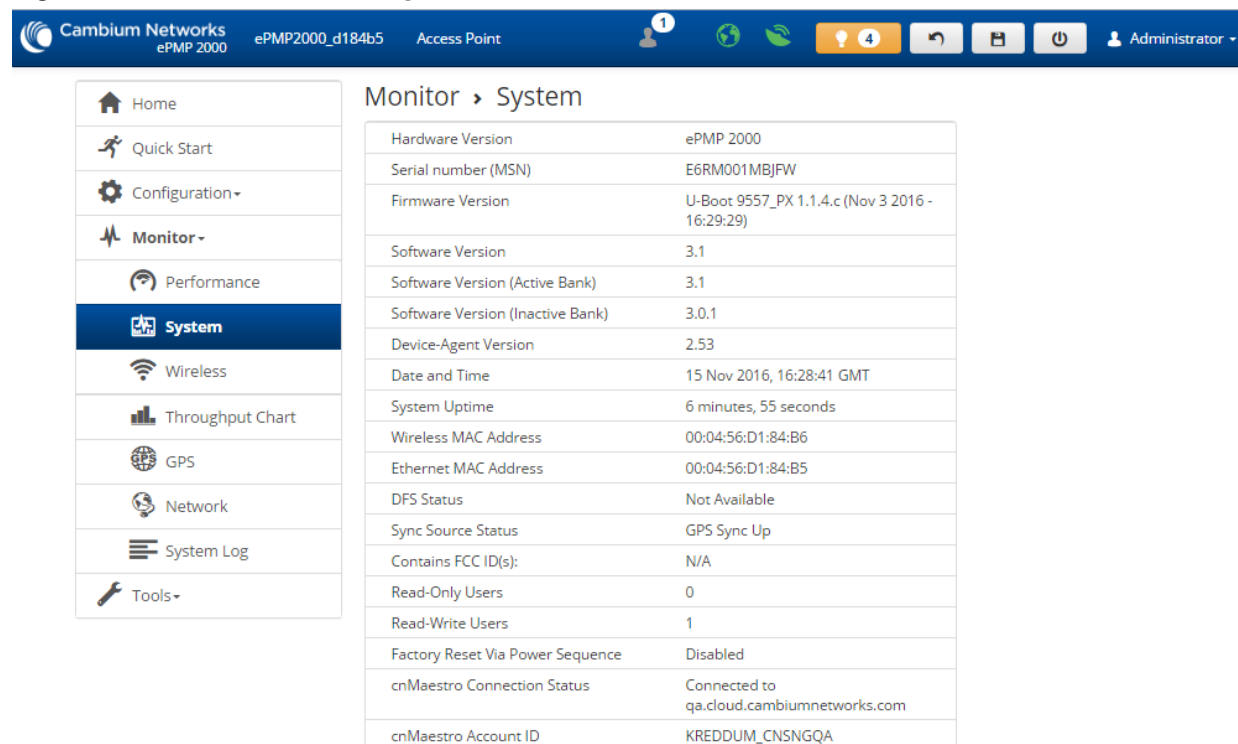 Cambium Networks
ePMP 2000
ePMP2000_d184b5
Access Point
1
4
Administrator
Home
Quick Start
Configuration
Monitor
Performance
System
Wireless
Throughput Chart
GPS
Network
System Log
Tools
Monitor › System
Hardware Version ePMP 2000
Serial number (MSN) E6RM001MBJFW
Firmware Version U-Boot 9557_PX 1.1.4.c (Nov 3 2016 -
16:29:29)
Software Version 3.1
Software Version (Active Bank) 3.1
Software Version (Inactive Bank) 3.0.1
Device-Agent Version 2.53
Date and Time 15 Nov 2016, 16:28:41 GMT
System Uptime 6 minutes, 55 seconds
Wireless MAC Address 00:04:56:D1:84:B6
Ethernet MAC Address 00:04:56:D1:84:B5
DFS Status Not Available
Sync Source Status GPS Sync Up
Contains FCC ID(s): N/A
Read-Only Users 0
Read-Write Users 1
Factory Reset Via Power Sequence Disabled
cnMaestro Connection Status Connected to
qa.cloud.cambiumnetworks.com
cnMaestro Account ID KREDDUM_CNSNGQA